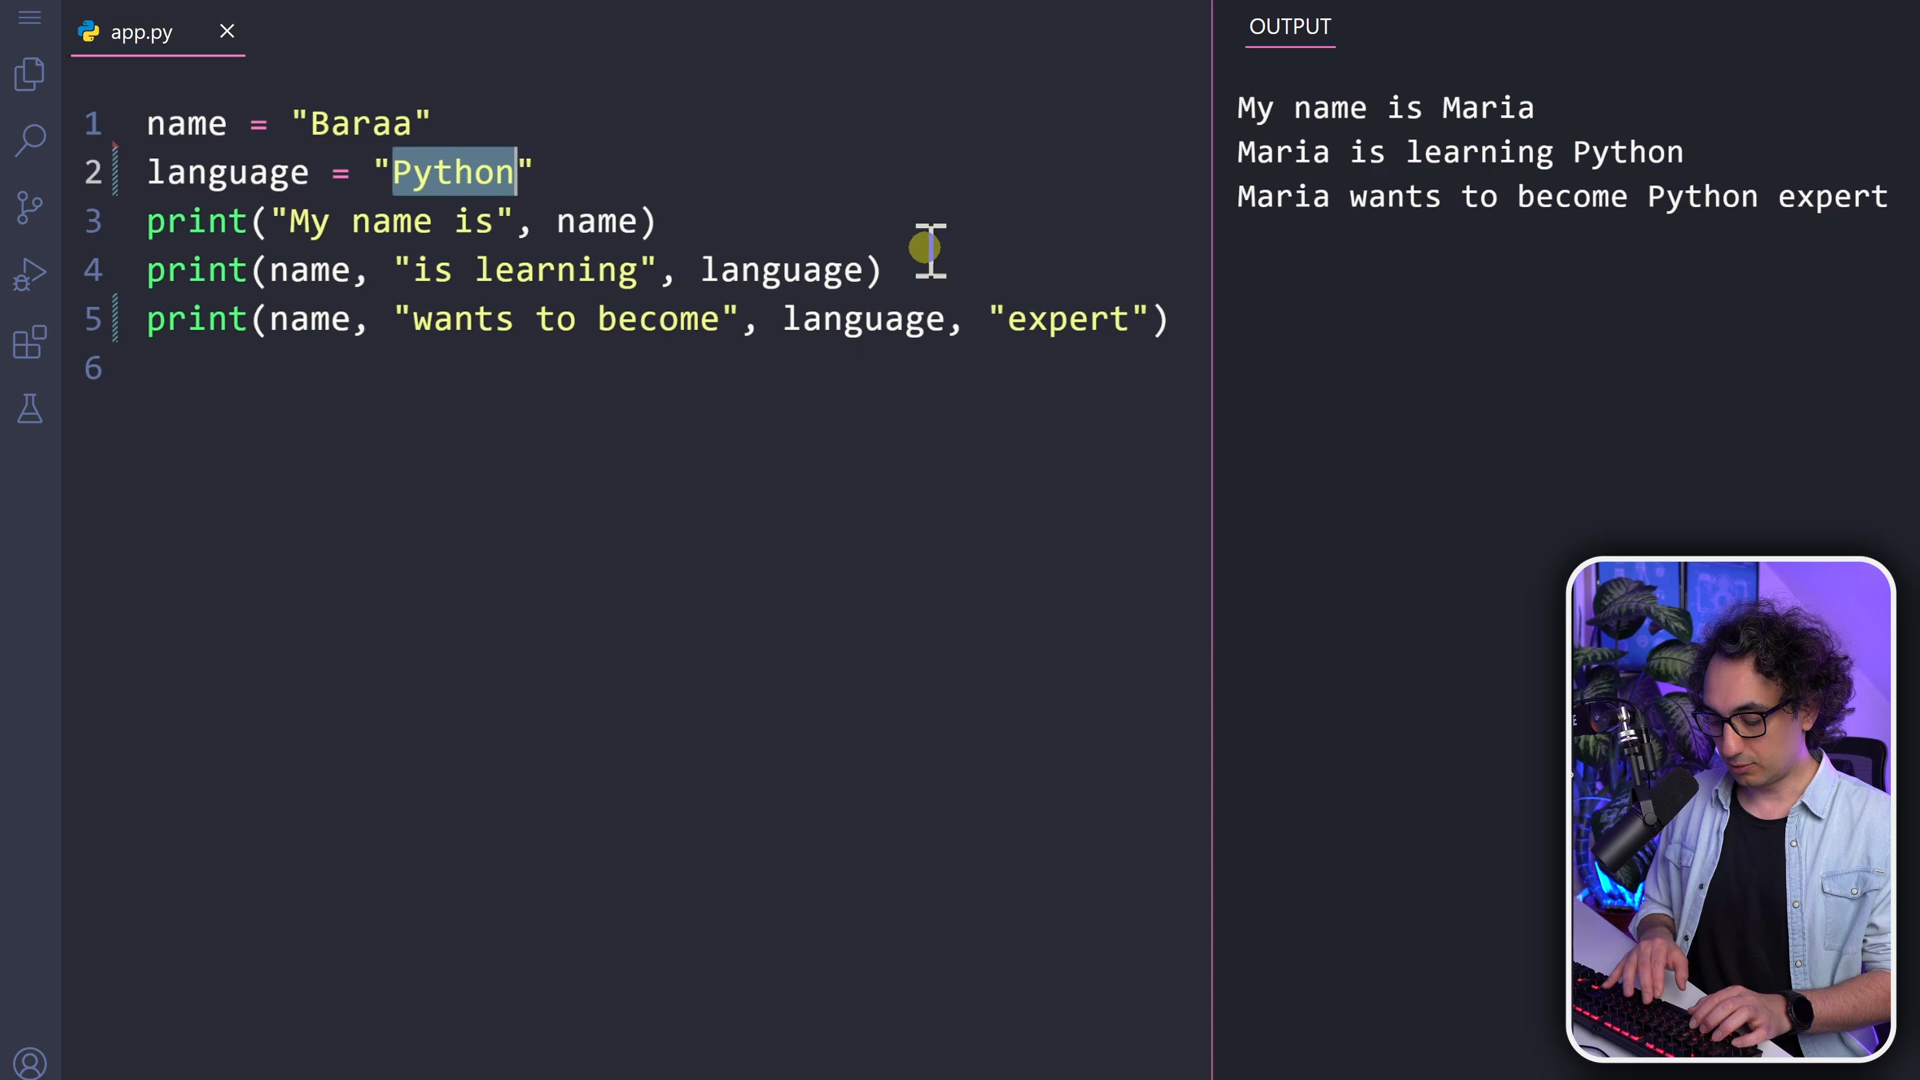 app.py
OUTPUT
1 name = "Baraa"
2 language = "Python"
3 print("My name is", name)
4 print(name, "is learning", language)
5 print(name, "wants to become", language, "expert")
6
My name is Maria
Maria is learning Python
Maria wants to become Python expert